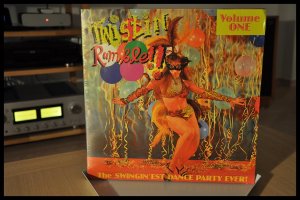 Twistin'
Rumble!!
Volume
ONE
The SWINGIN'EST DANCE PARTY EVER!